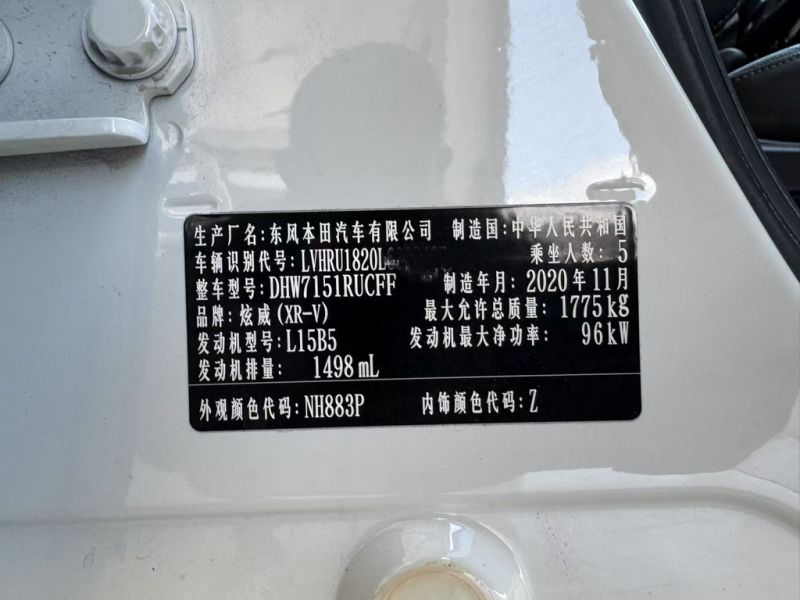 生产厂名:东风本田汽车有限公司 制造国:中华人民共和国
车辆识别代号:LVHRU1820L 乘坐人数: 5
整车型号:DHW7151RUCFF 制造年月:2020年11月
品牌:炫威(XR-V) 最大允许总质量: 1775kg
发动机型号:L15B5 发动机最大净功率: 96kW
发动机排量: 1498mL
外观颜色代码:NH883P 内饰颜色代码:Z